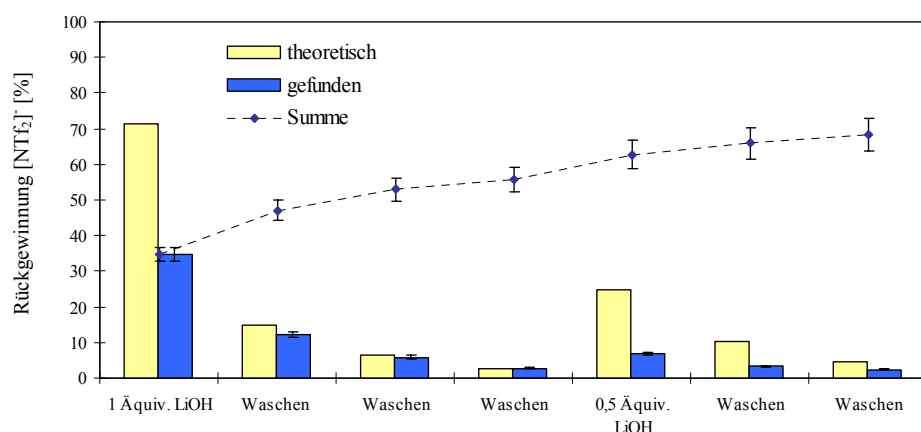 Rückgewinnung [NTf₂]⁻ [%]
100
90
80
70
60
50
40
30
20
10
0
theoretisch
gefunden
Summe
1 Äquiv. LiOH
Waschen
Waschen
Waschen
0,5 Äquiv.
LiOH
Waschen
Waschen